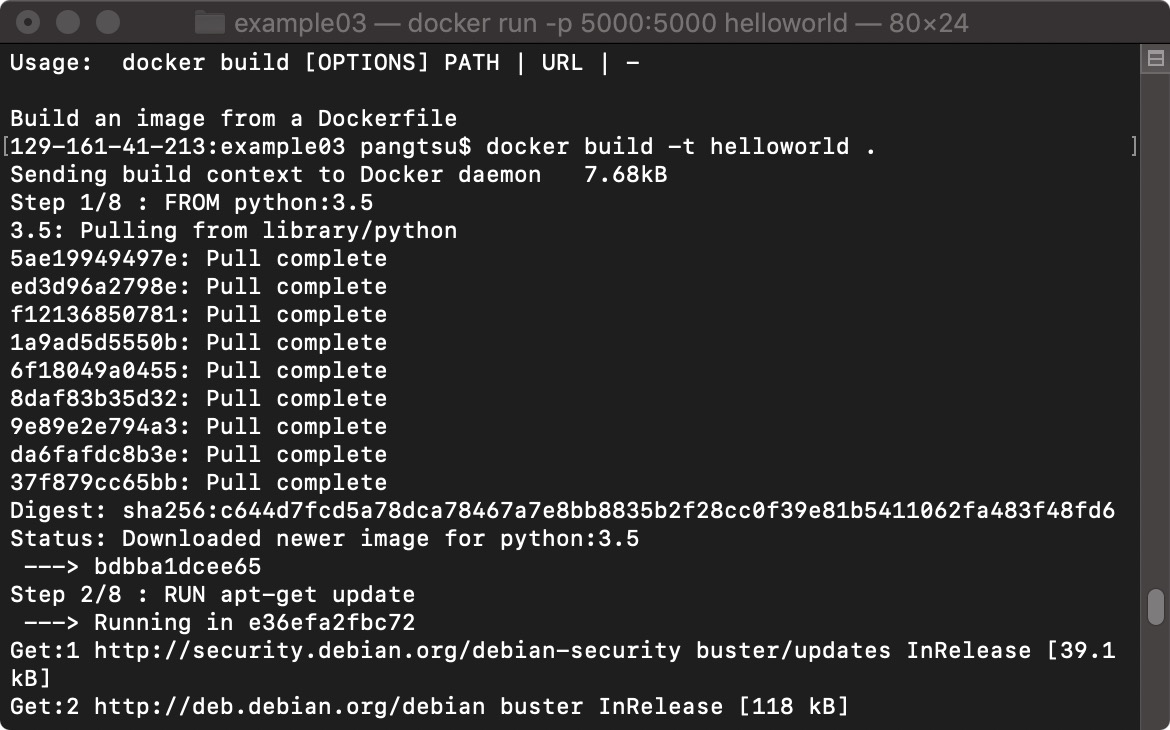 example03 — docker run -p 5000:5000 helloworld — 80×24
Usage:  docker build [OPTIONS] PATH | URL | -
Build an image from a Dockerfile
[129-161-41-213:example03 pangtsu$ docker build -t helloworld . ]
Sending build context to Docker daemon   7.68kB
Step 1/8 : FROM python:3.5
3.5: Pulling from library/python
5ae19949497e: Pull complete
ed3d96a2798e: Pull complete
f12136850781: Pull complete
1a9ad5d5550b: Pull complete
6f18049a0455: Pull complete
8daf83b35d32: Pull complete
9e89e2e794a3: Pull complete
da6fafdc8b3e: Pull complete
37f879cc65bb: Pull complete
Digest: sha256:c644d7fcd5a78dca78467a7e8bb8835b2f28cc0f39e81b5411062fa483f48fd6
Status: Downloaded newer image for python:3.5
 ---> bdbba1dcee65
Step 2/8 : RUN apt-get update
 ---> Running in e36efa2fbc72
Get:1 http://security.debian.org/debian-security buster/updates InRelease [39.1
kB]
Get:2 http://deb.debian.org/debian buster InRelease [118 kB]